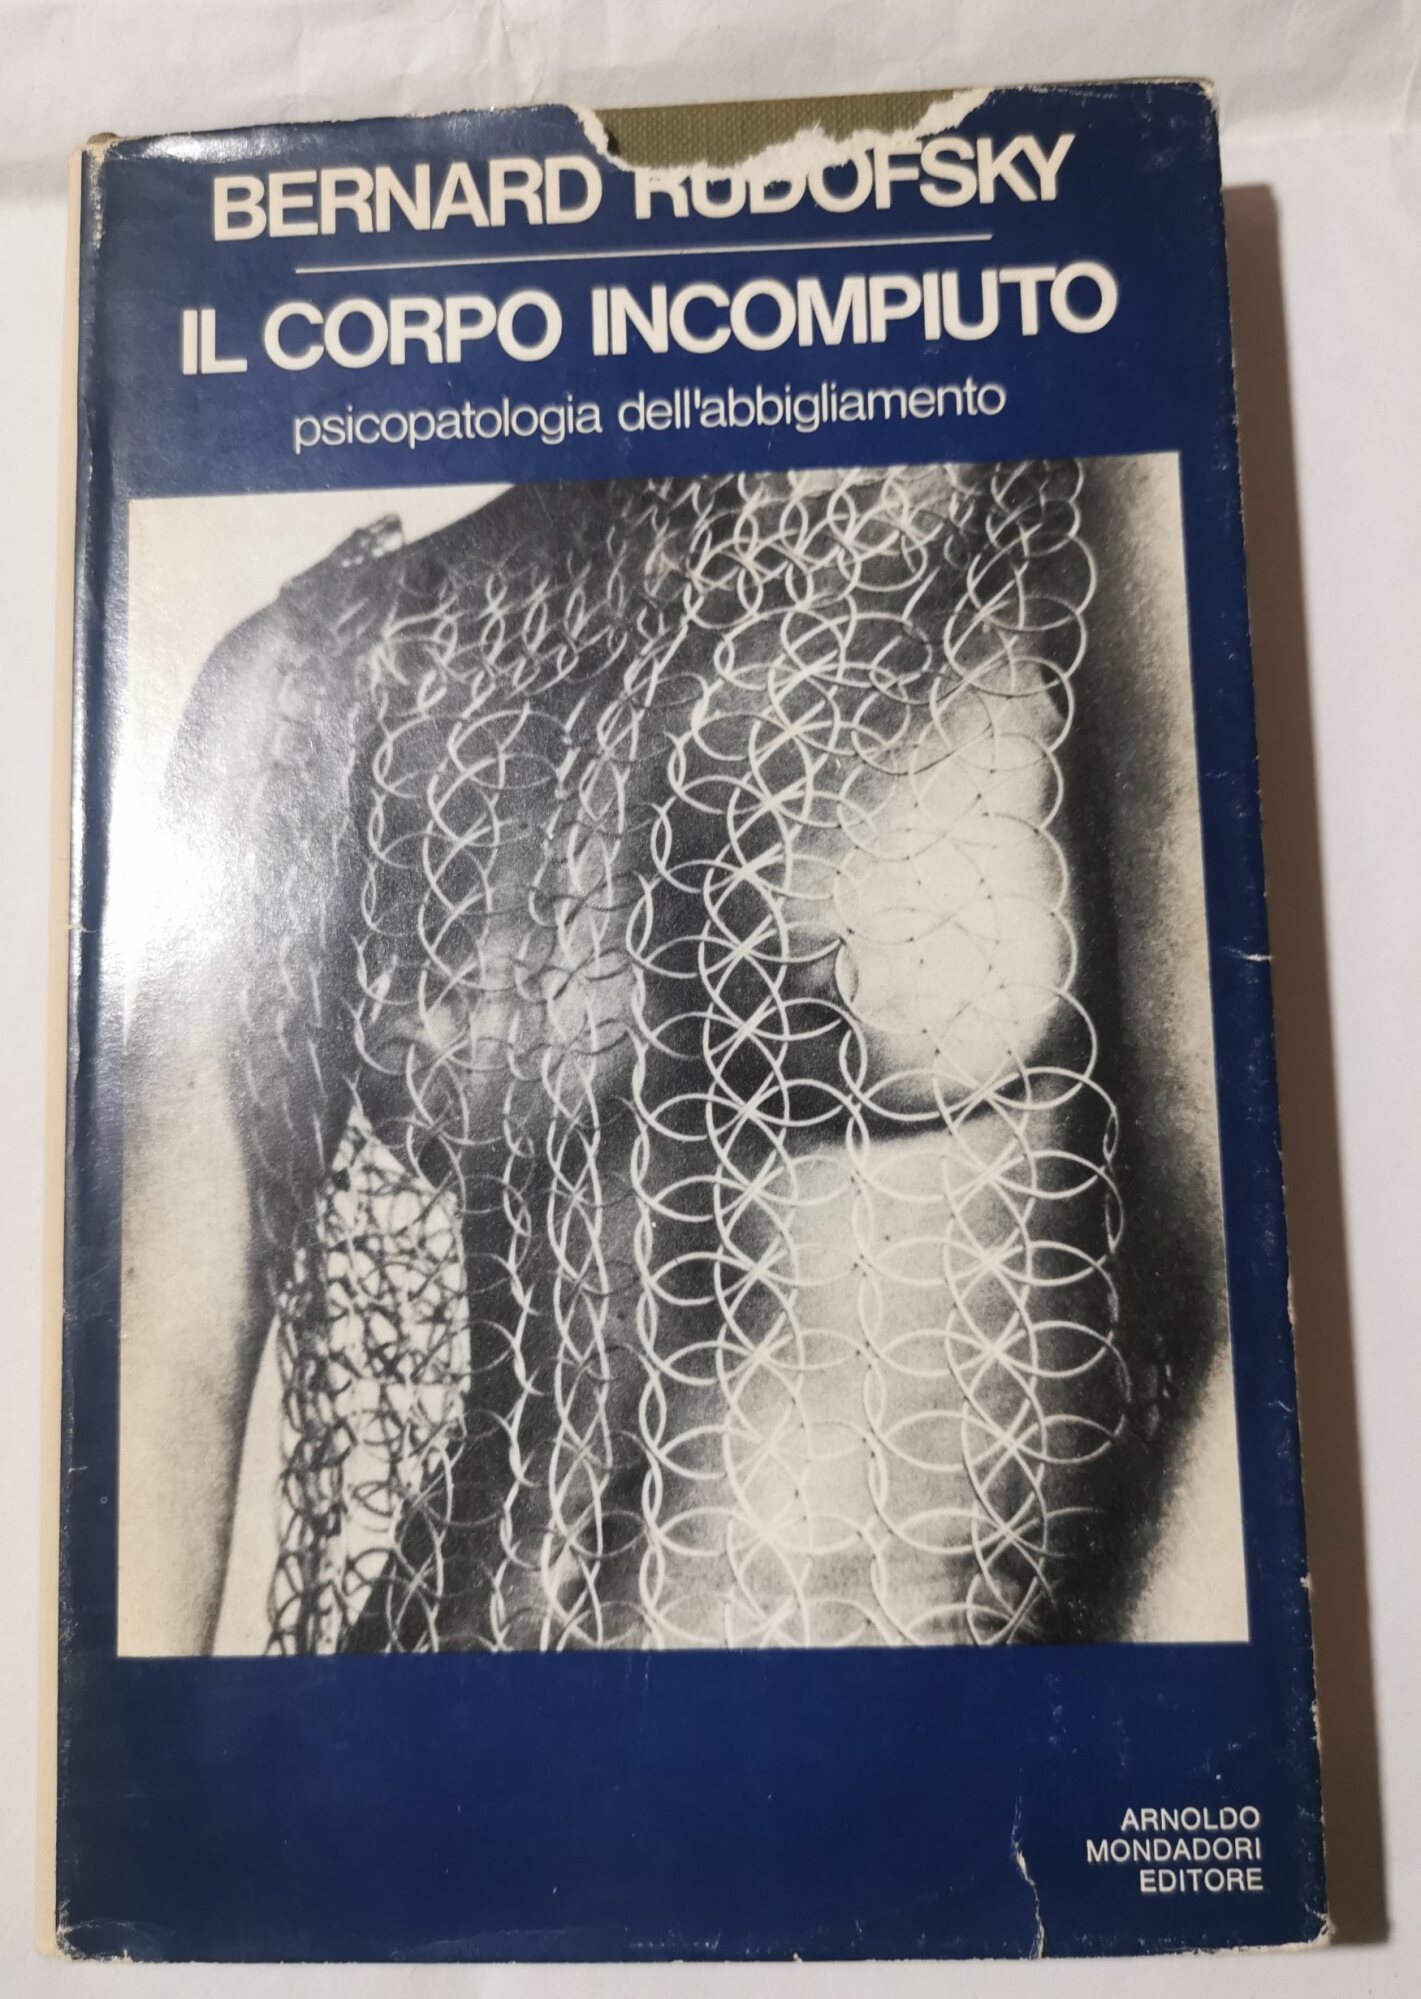 BERNARD RUDOFSKY
IL CORPO INCOMPIUTO
psicopatologia dell'abbigliamento
ARNOLDO
MONDADORI
EDITORE